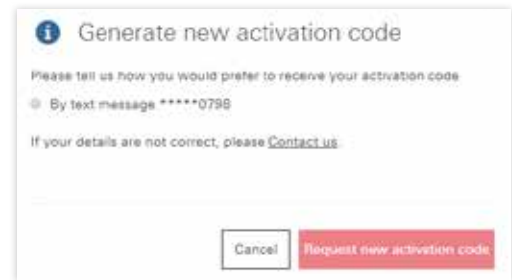 Generate new activation code
Please tell us how you would prefer to receive your activation code
By text message *****0798
If your details are not correct, please Contact us
Cancel
Request new activation code